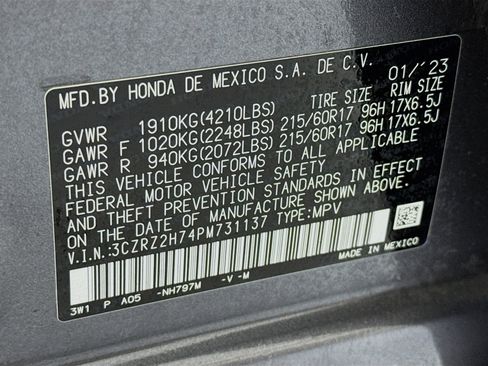 MFD.BY HONDA DE MEXICO S.A. DE C.V. 01/´23
GVWR 1910KG(4210LBS) TIRE SIZE RIM SIZE
GAWR F 1020KG(2248LBS) 215/60R17 96H 17X6.5J
GAWR R 940KG(2072LBS) 215/60R17 96H 17X6.5J
THIS VEHICLE CONFORMS TO ALL APPLICABLE
FEDERAL MOTOR VEHICLE SAFETY
AND THEFT PREVENTION STANDARDS IN EFFECT
ON THE DATE OF MANUFACTURE SHOWN ABOVE.
V.I.N:3CZRZ2H74PM731137 TYPE:MPV
3W1 P A05 -NH797M -V -M MADE IN MEXICO